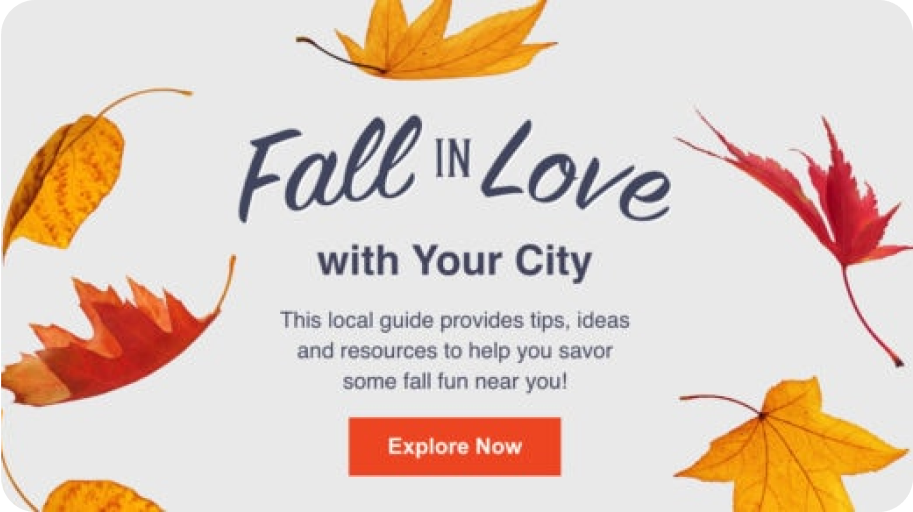 Fall IN Love
with Your City
This local guide provides tips, ideas
and resources to help you savor
some fall fun near you!
Explore Now